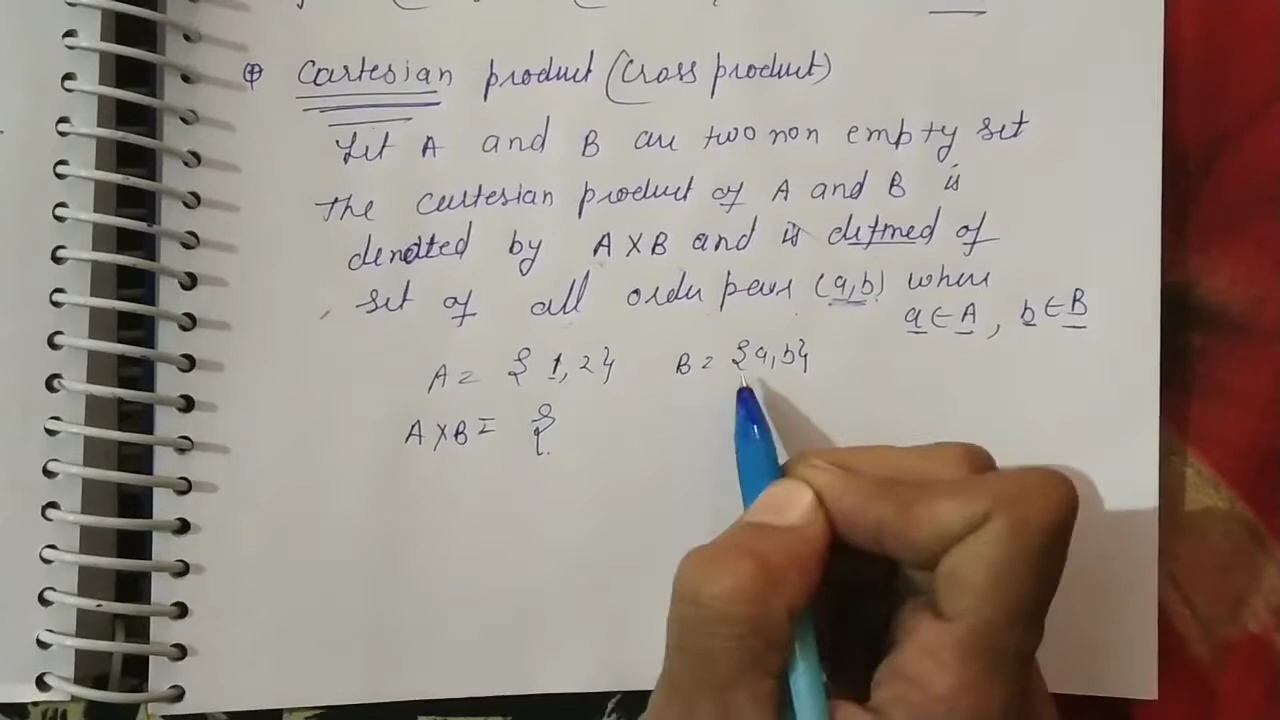 ⊕ Cartesian product (Cross product)
Let A and B are two non empty set
The cartesian product of A and B is
denoted by A X B and is defined of
set of all order pears (a,b) where
a ∈ A, b ∈ B
A = { 1, 2 } B = {a, b}
A X B = {